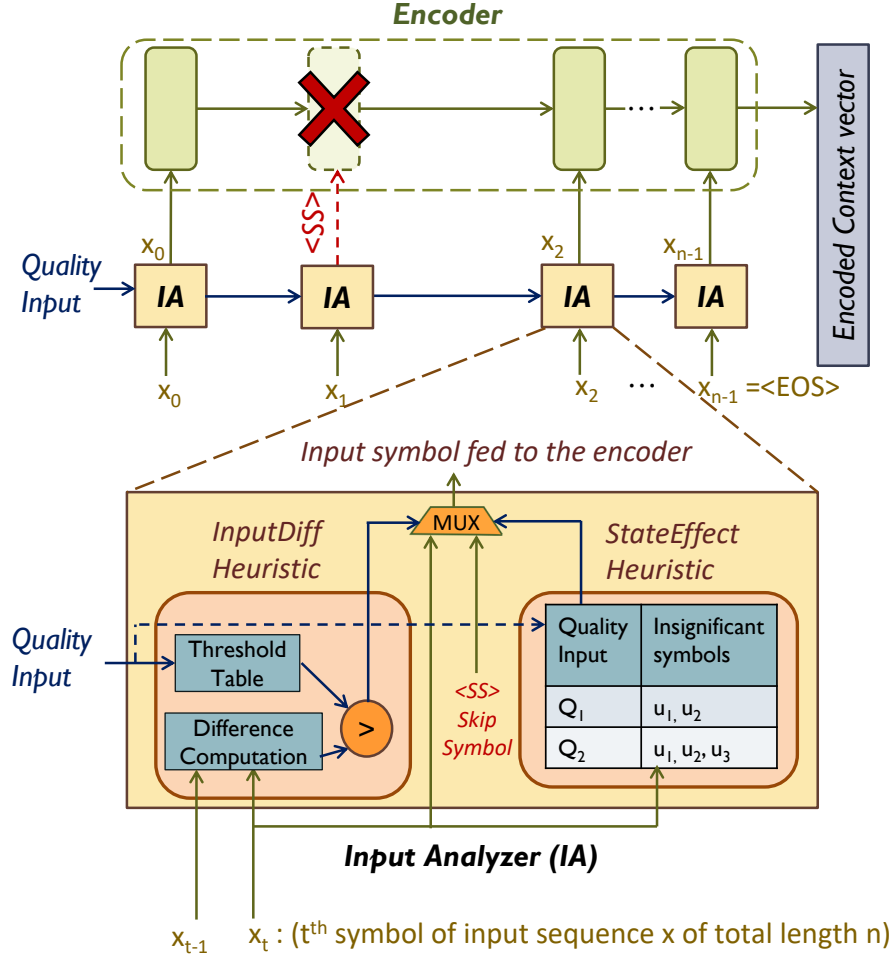 Encoder
<SS>
Encoded Context vector
x0
x2
xn-1
Quality
Input
IA
IA
IA
IA
x0
x1
x2
...
xn-1 =<EOS>
...
Input symbol fed to the encoder
MUX
InputDiff
Heuristic
StateEffect
Heuristic
Quality
Input
Threshold
Table
Difference
Computation
>
<SS>
Skip
Symbol
Quality Input
Insignificant symbols
Q1
u1, u2
Q2
u1, u2, u3
Input Analyzer (IA)
xt-1
xt : (tth symbol of input sequence x of total length n)